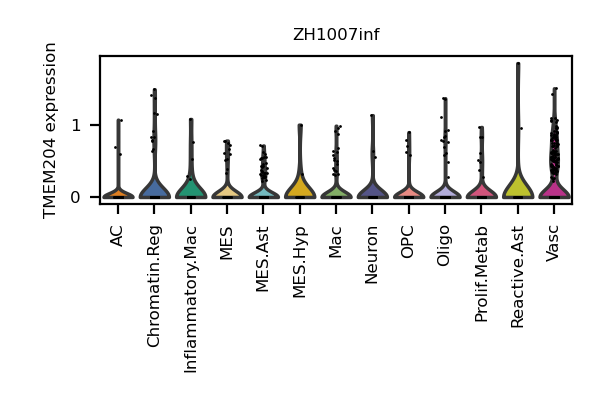 ZH1007inf
TMEM204 expression
1
0
AC
Chromatin.Reg
Inflammatory.Mac
MES
MES.Ast
MES.Hyp
Mac
Neuron
OPC
Oligo
Prolif.Metab
Reactive.Ast
Vasc